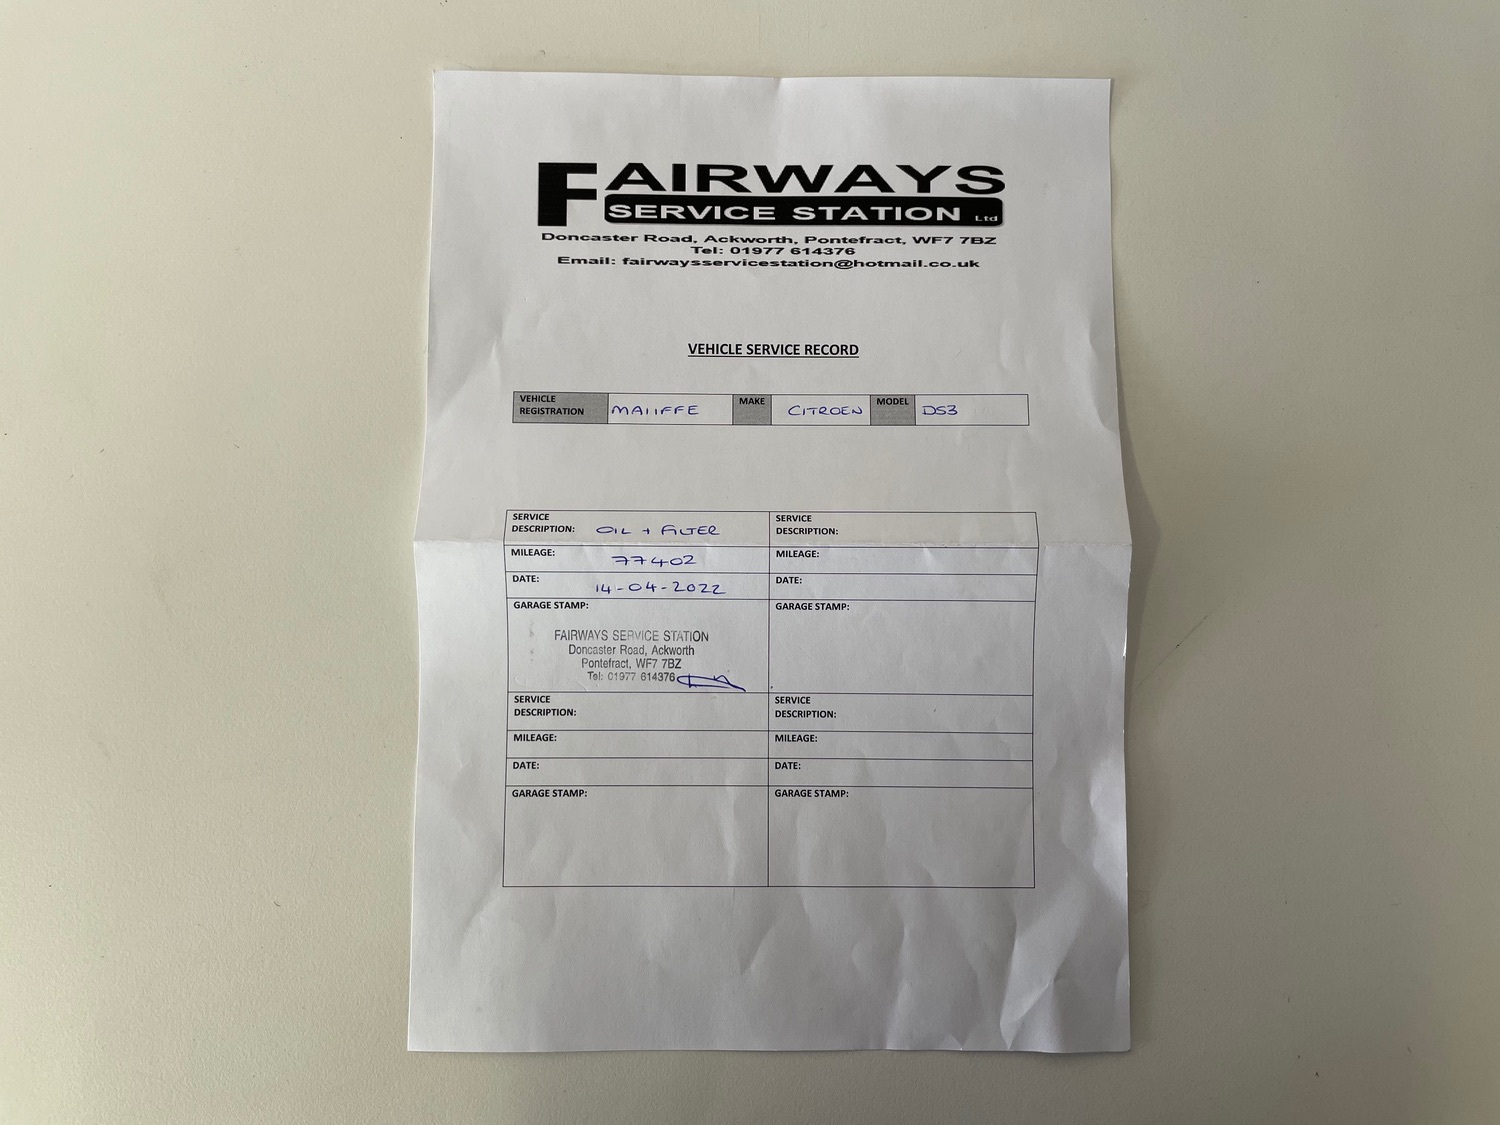 FAIRWAYS
SERVICE STATION Ltd
Doncaster Road, Ackworth, Pontefract, WF7 7BZ
Tel: 01977 614376
Email: fairwaysservicestation@hotmail.co.uk
VEHICLE SERVICE RECORD
VEHICLE REGISTRATION MA11FFE MAKE CITROEN MODEL DS3
SERVICE
DESCRIPTION: OIL + FILTER
MILEAGE: 77402
DATE: 14-04-2022
GARAGE STAMP:
FAIRWAYS SERVICE STATION
Doncaster Road, Ackworth
Pontefract, WF7 7BZ
Tel: 01977 614376
SERVICE
DESCRIPTION:
MILEAGE:
DATE:
GARAGE STAMP:
SERVICE
DESCRIPTION:
MILEAGE:
DATE:
GARAGE STAMP:
SERVICE
DESCRIPTION:
MILEAGE:
DATE:
GARAGE STAMP: